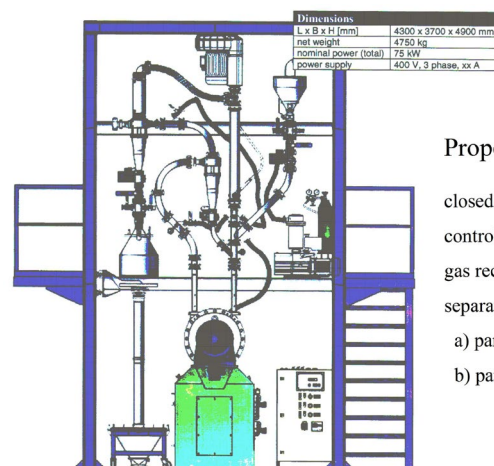 Dimensions
L x B x H [mm] 4300 x 3700 x 4900 mm
net weight 4750 kg
nominal power (total) 75 kW
power supply 400 V, 3 phase, xx A
Prope
closed
control
gas rec
separa
a) par
b) pa